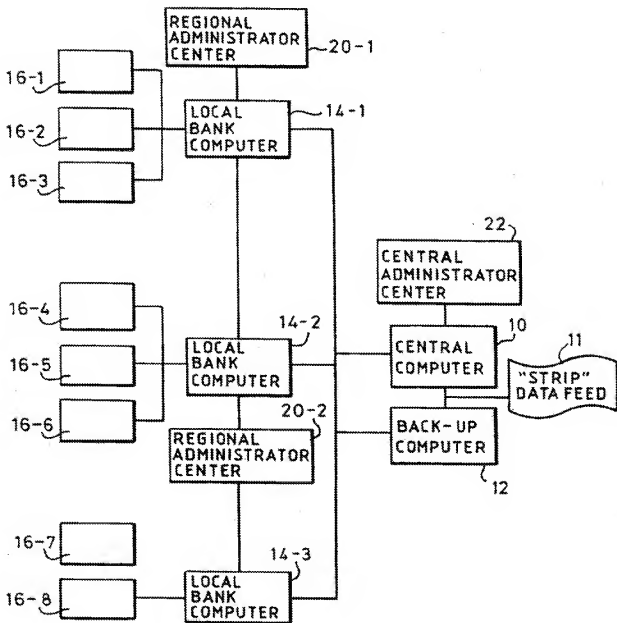 REGIONAL
ADMINISTRATOR
CENTER
20-1
16-1
16-2
16-3
LOCAL
BANK
COMPUTER
14-1
22
CENTRAL
ADMINISTRATOR
CENTER
16-4
16-5
16-6
14-2
LOCAL
BANK
COMPUTER
10
CENTRAL
COMPUTER
11
"STRIP"
DATA FEED
20-2
REGIONAL
ADMINISTRATOR
CENTER
BACK-UP
COMPUTER
12
16-7
16-8
14-3
LOCAL
BANK
COMPUTER